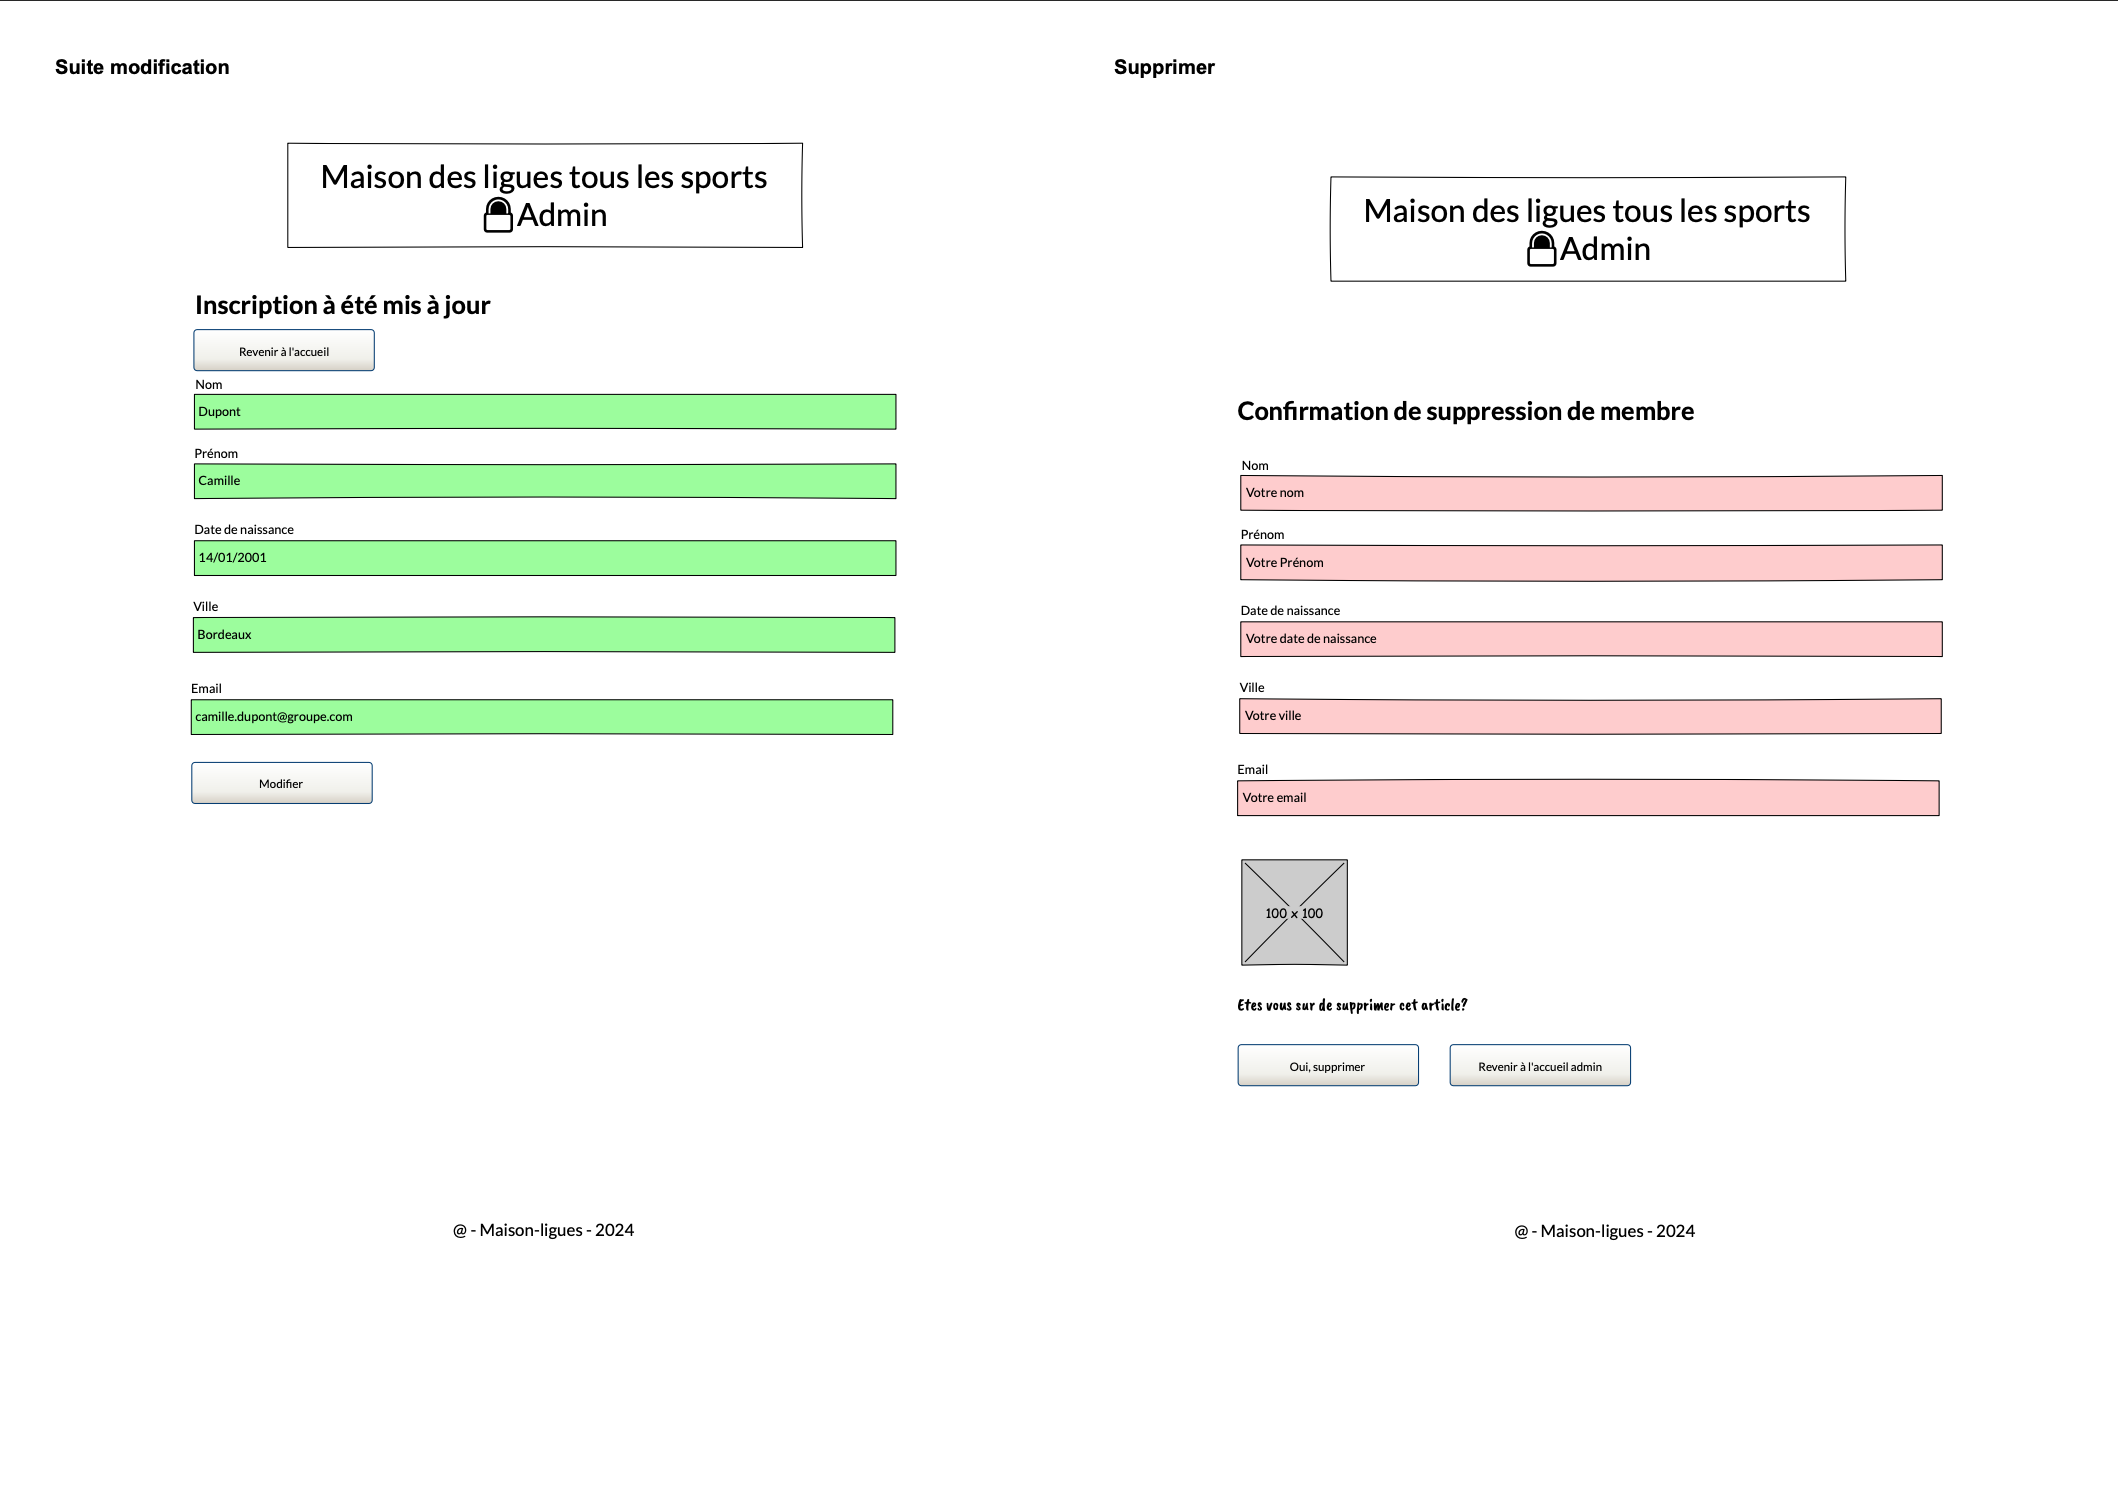 Suite modification
Maison des ligues tous les sports
Admin
Inscription à été mis à jour
Revenir à l'accueil
Nom
Dupont
Prénom
Camille
Date de naissance
14/01/2001
Ville
Bordeaux
Email
camille.dupont@groupe.com
Modifier
@ - Maison-ligues - 2024
Supprimer
Maison des ligues tous les sports
Admin
Confirmation de suppression de membre
Nom
Votre nom
Prénom
Votre Prénom
Date de naissance
Votre date de naissance
Ville
Votre ville
Email
Votre email
100 x 100
Etes vous sur de supprimer cet article?
Oui, supprimer
Revenir à l'accueil admin
@ - Maison-ligues - 2024